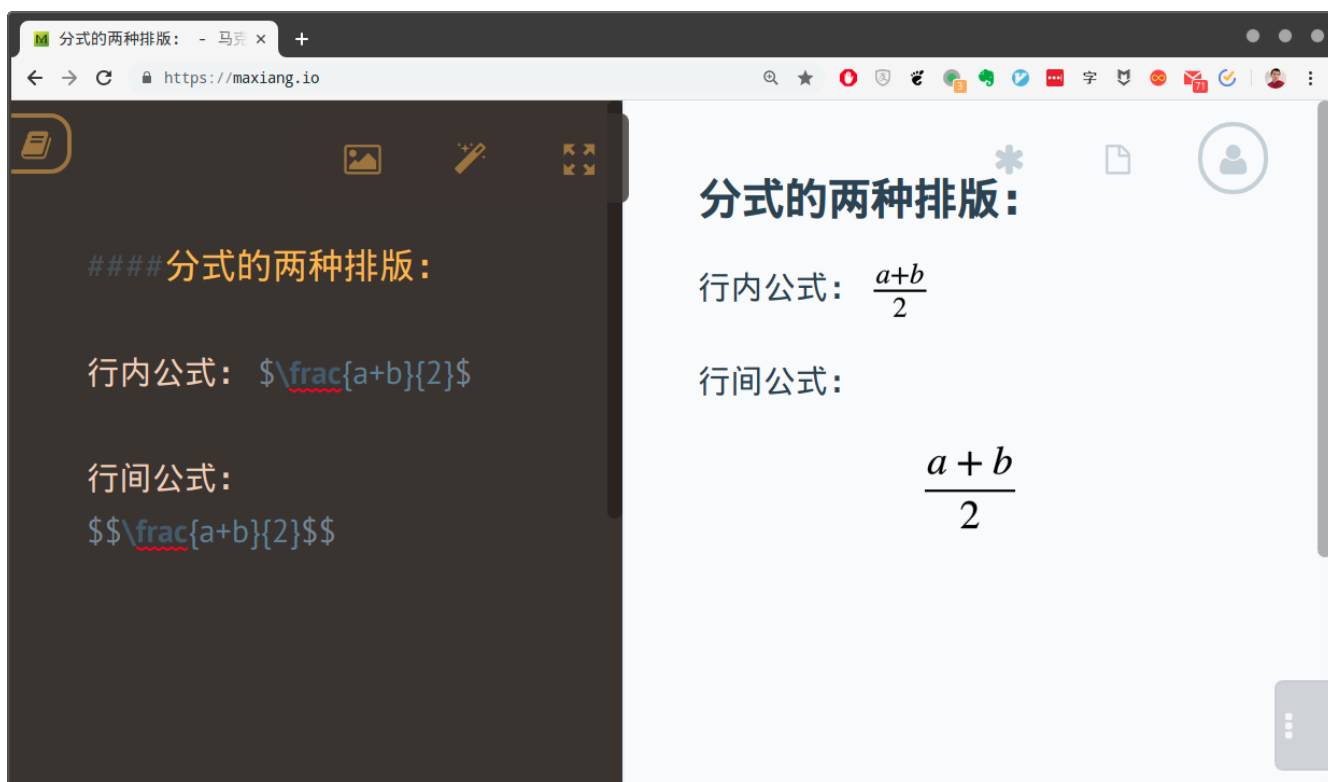 分式的两种排版： - 马克
https://maxiang.io
3
字
71
####分式的两种排版：
行内公式： $\frac{a+b}{2}$
行间公式：
$$\frac{a+b}{2}$$
分式的两种排版：
行内公式： a+b
2
行间公式：
a + b
2